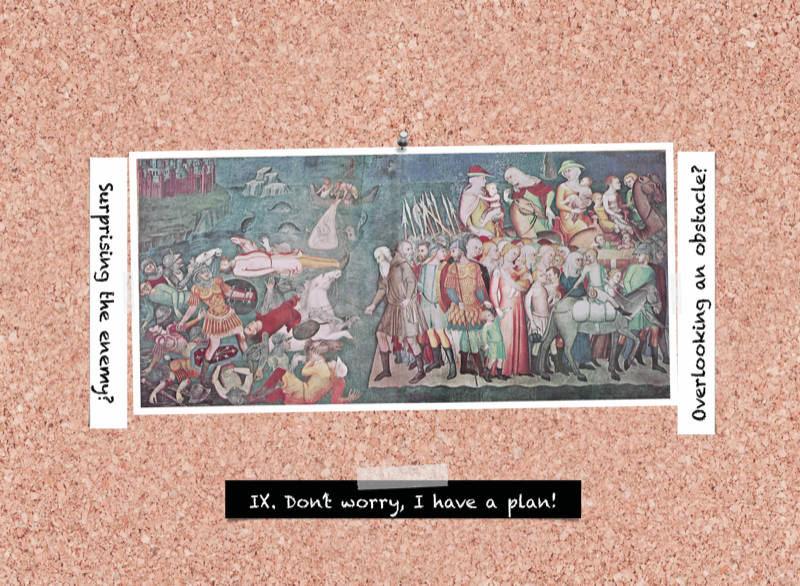 Surprising the enemy?
Overlooking an obstacle?
IX. Don't worry, I have a plan!